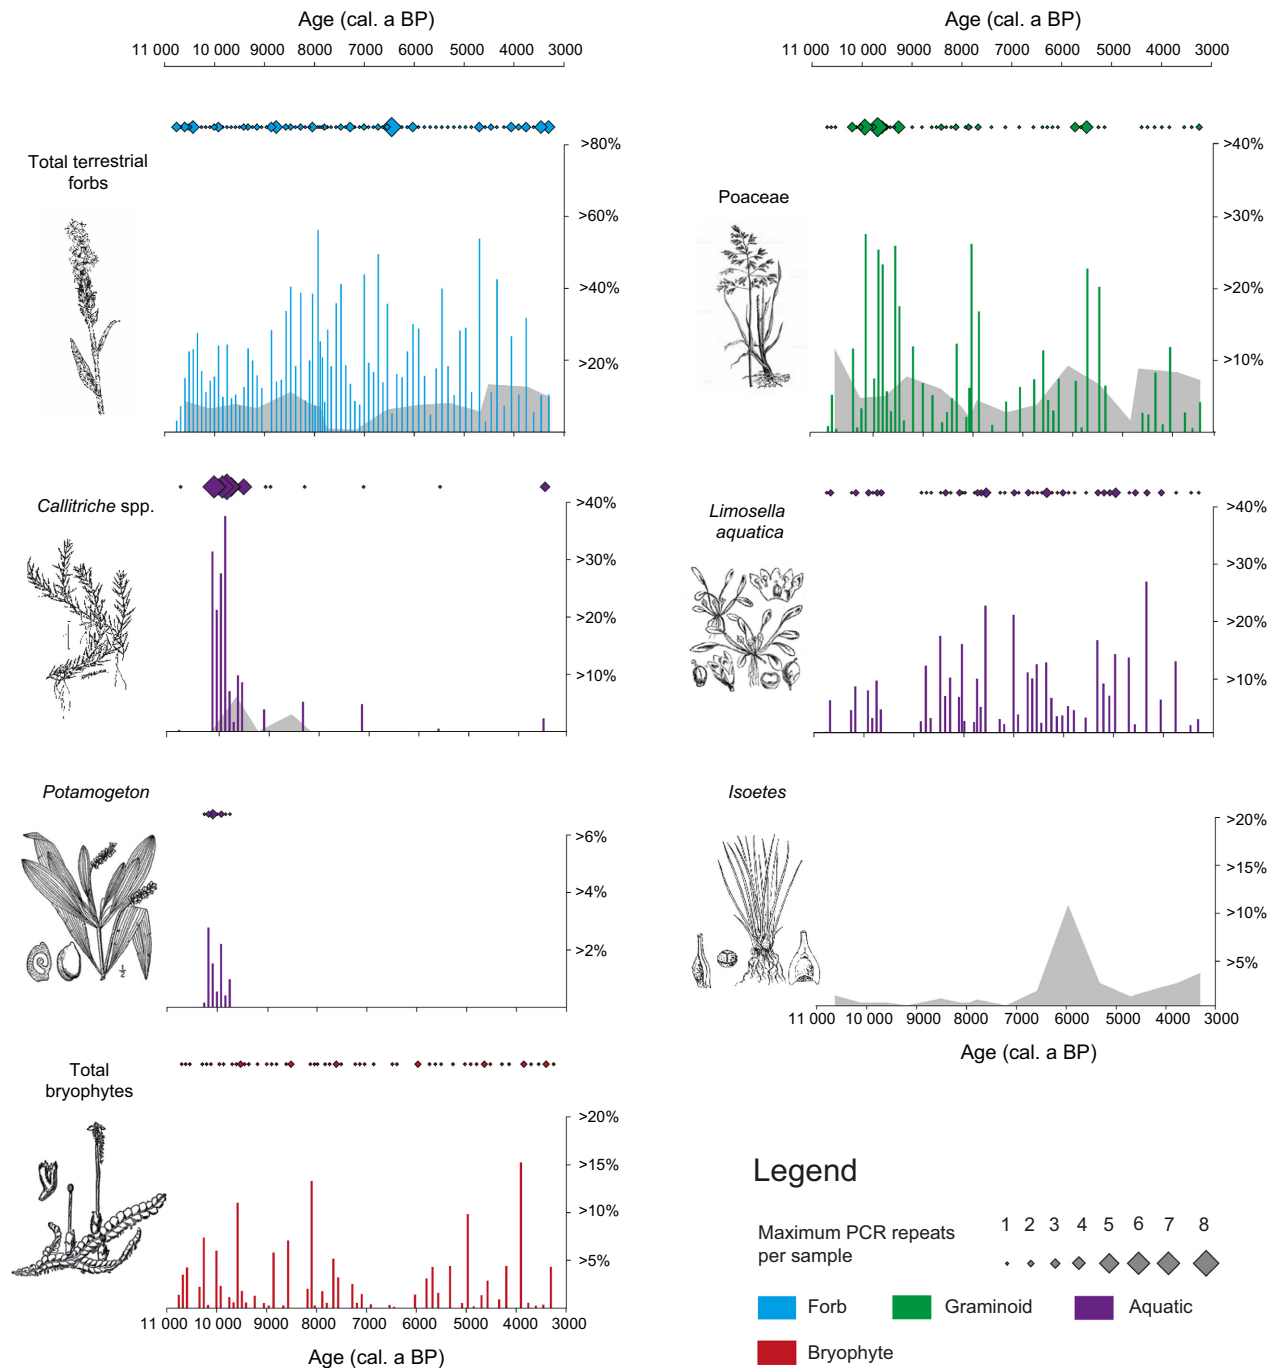 Age (cal. a BP)
11 000 10 000 9000 8000 7000 6000 5000 4000 3000
Total terrestrial
forbs
>80%
>60%
>40%
>20%
Age (cal. a BP)
11 000 10 000 9000 8000 7000 6000 5000 4000 3000
Poaceae
>40%
>30%
>20%
>10%
Callitriche spp.
>40%
>30%
>20%
>10%
Limosella
aquatica
>40%
>30%
>20%
>10%
Potamogeton
>6%
>4%
>2%
Isoetes
>20%
>15%
>10%
>5%
11 000 10 000 9000 8000 7000 6000 5000 4000 3000
Age (cal. a BP)
Total
bryophytes
>20%
>15%
>10%
>5%
11 000 10 000 9000 8000 7000 6000 5000 4000 3000
Age (cal. a BP)
Legend
Maximum PCR repeats
per sample
1 2 3 4 5 6 7 8
Forb Graminoid Aquatic
Bryophyte